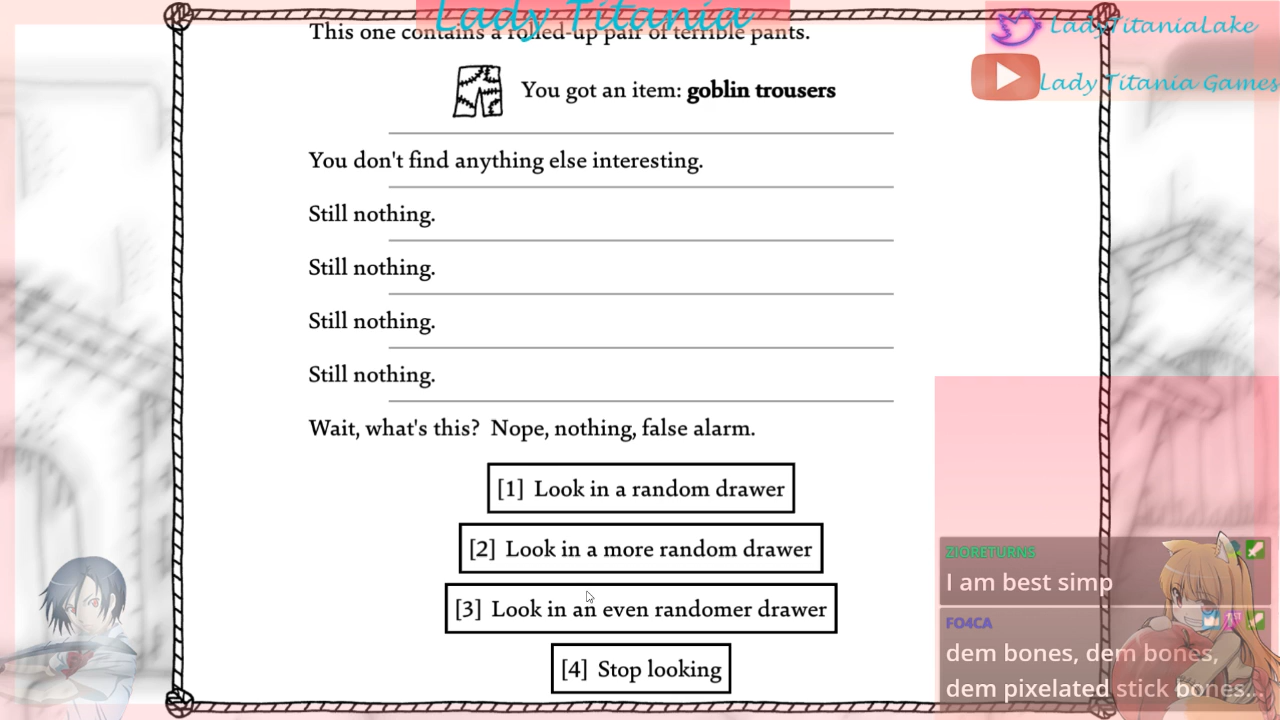 Lady Titania
This one contains a rolled-up pair of terrible pants.
You got an item: goblin trousers
You don't find anything else interesting.
Still nothing.
Still nothing.
Still nothing.
Still nothing.
Wait, what's this?  Nope, nothing, false alarm.
[1] Look in a random drawer
[2] Look in a more random drawer
[3] Look in an even randomer drawer
[4] Stop looking
LadyTitaniaLake
Lady Titania Games
ZIORETURNS
I am best simp
FO4CA
dem bones, dem bones,
dem pixelated stick bones...